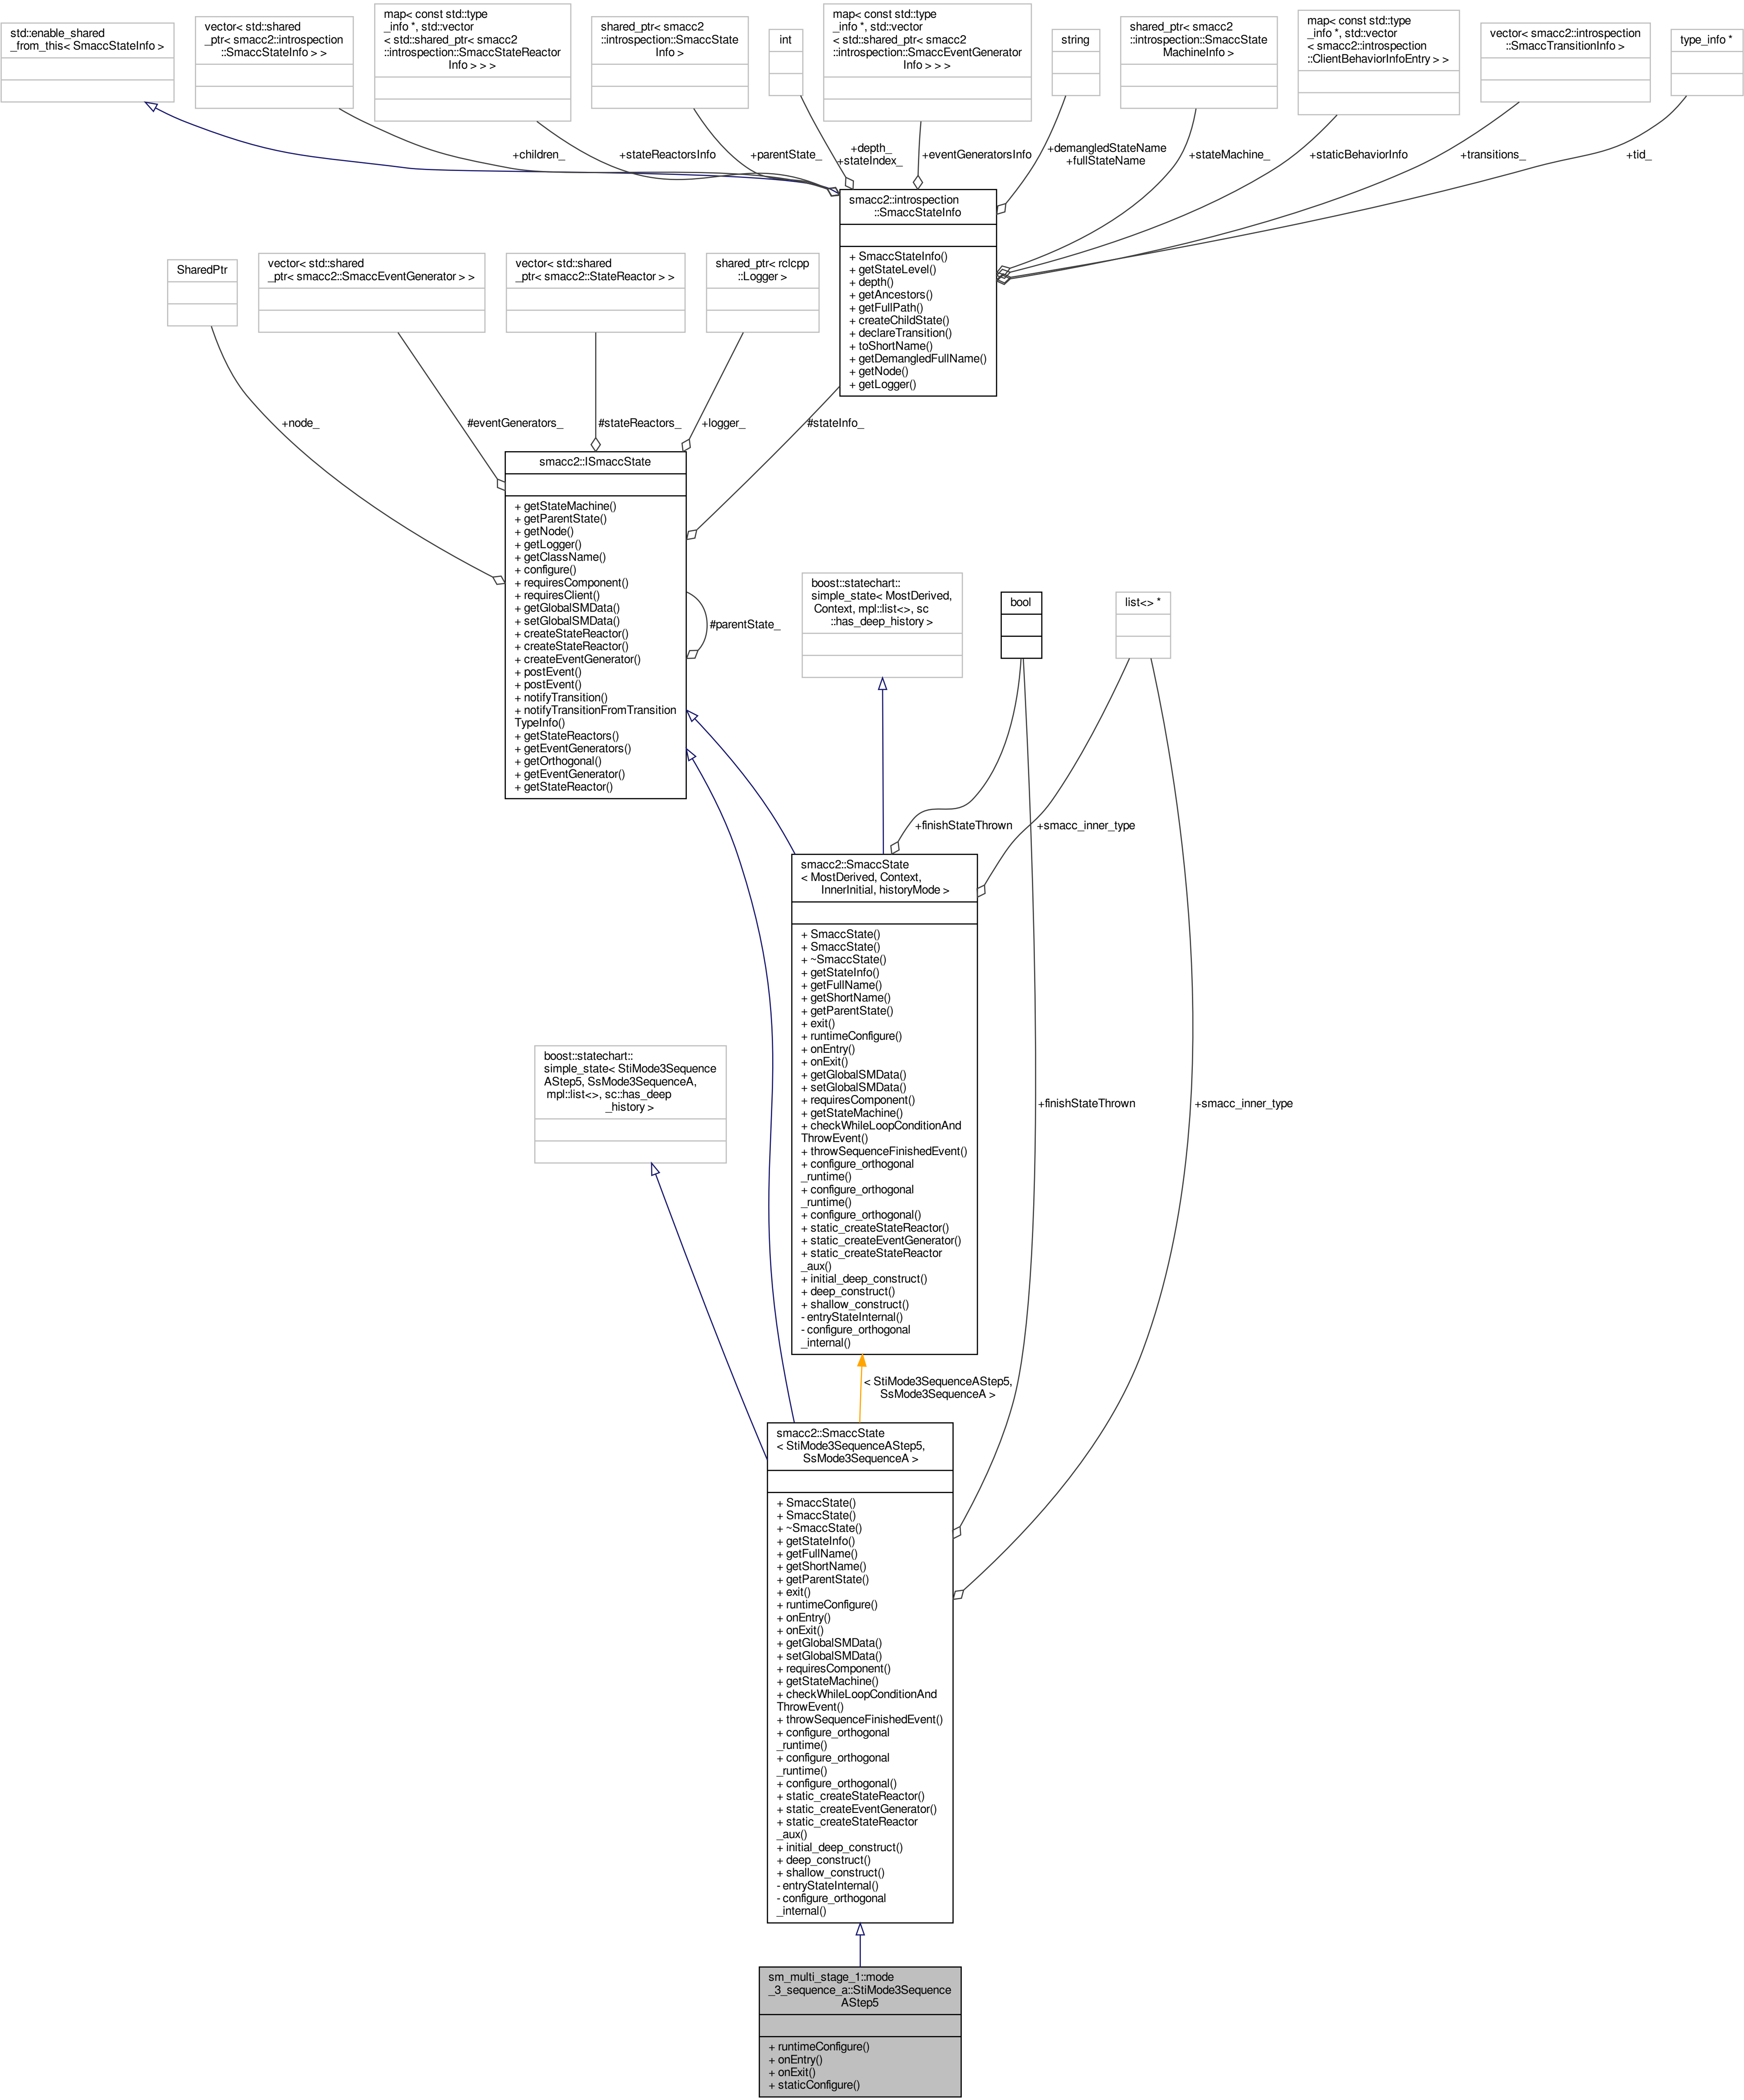 std::enable_shared
_from_this< SmaccStateInfo >
vector< std::shared
_ptr< smacc2::introspection
::SmaccStateInfo > >
map< const std::type
_info *, std::vector
< std::shared_ptr< smacc2
::introspection::SmaccStateReactor
Info > > >
shared_ptr< smacc2
::introspection::SmaccState
Info >
int
map< const std::type
_info *, std::vector
< std::shared_ptr< smacc2
::introspection::SmaccEventGenerator
Info > > >
string
shared_ptr< smacc2
::introspection::SmaccState
MachineInfo >
map< const std::type
_info *, std::vector
< smacc2::introspection
::ClientBehaviorInfoEntry > >
vector< smacc2::introspection
::SmaccTransitionInfo >
type_info *
+children_
+stateReactorsInfo
+parentState_
+depth_
+stateIndex_
+eventGeneratorsInfo
+demangledStateName
+fullStateName
+stateMachine_
+staticBehaviorInfo
+transitions_
+tid_
smacc2::introspection
::SmaccStateInfo
+ SmaccStateInfo()
+ getStateLevel()
+ depth()
+ getAncestors()
+ getFullPath()
+ createChildState()
+ declareTransition()
+ toShortName()
+ getDemangledFullName()
+ getNode()
+ getLogger()
SharedPtr
vector< std::shared
_ptr< smacc2::SmaccEventGenerator > >
vector< std::shared
_ptr< smacc2::StateReactor > >
shared_ptr< rclcpp
::Logger >
+node_
#eventGenerators_
#stateReactors_
+logger_
#stateInfo_
smacc2::ISmaccState
+ getStateMachine()
+ getParentState()
+ getNode()
+ getLogger()
+ getClassName()
+ configure()
+ requiresComponent()
+ requiresClient()
+ getGlobalSMData()
+ setGlobalSMData()
+ createStateReactor()
+ createStateReactor()
+ createEventGenerator()
+ postEvent()
+ postEvent()
+ notifyTransition()
+ notifyTransitionFromTransition
TypeInfo()
+ getStateReactors()
+ getEventGenerators()
+ getOrthogonal()
+ getEventGenerator()
+ getStateReactor()
#parentState_
boost::statechart::
simple_state< MostDerived,
Context, mpl::list<>, sc
::has_deep_history >
bool
list<> *
+finishStateThrown
+smacc_inner_type
smacc2::SmaccState
< MostDerived, Context,
InnerInitial, historyMode >
+ SmaccState()
+ SmaccState()
+ ~SmaccState()
+ getStateInfo()
+ getFullName()
+ getShortName()
+ getParentState()
+ exit()
+ runtimeConfigure()
+ onEntry()
+ onExit()
+ getGlobalSMData()
+ setGlobalSMData()
+ requiresComponent()
+ getStateMachine()
+ checkWhileLoopConditionAnd
ThrowEvent()
+ throwSequenceFinishedEvent()
+ configure_orthogonal
_runtime()
+ configure_orthogonal
_runtime()
+ configure_orthogonal()
+ static_createStateReactor()
+ static_createEventGenerator()
+ static_createStateReactor
_aux()
+ initial_deep_construct()
+ deep_construct()
+ shallow_construct()
- entryStateInternal()
- configure_orthogonal
_internal()
boost::statechart::
simple_state< StiMode3Sequence
AStep5, SsMode3SequenceA,
mpl::list<>, sc::has_deep
_history >
+finishStateThrown
+smacc_inner_type
< StiMode3SequenceAStep5,
SsMode3SequenceA >
smacc2::SmaccState
< StiMode3SequenceAStep5,
SsMode3SequenceA >
+ SmaccState()
+ SmaccState()
+ ~SmaccState()
+ getStateInfo()
+ getFullName()
+ getShortName()
+ getParentState()
+ exit()
+ runtimeConfigure()
+ onEntry()
+ onExit()
+ getGlobalSMData()
+ setGlobalSMData()
+ requiresComponent()
+ getStateMachine()
+ checkWhileLoopConditionAnd
ThrowEvent()
+ throwSequenceFinishedEvent()
+ configure_orthogonal
_runtime()
+ configure_orthogonal
_runtime()
+ configure_orthogonal()
+ static_createStateReactor()
+ static_createEventGenerator()
+ static_createStateReactor
_aux()
+ initial_deep_construct()
+ deep_construct()
+ shallow_construct()
- entryStateInternal()
- configure_orthogonal
_internal()
sm_multi_stage_1::mode
_3_sequence_a::StiMode3Sequence
AStep5
+ runtimeConfigure()
+ onEntry()
+ onExit()
+ staticConfigure()